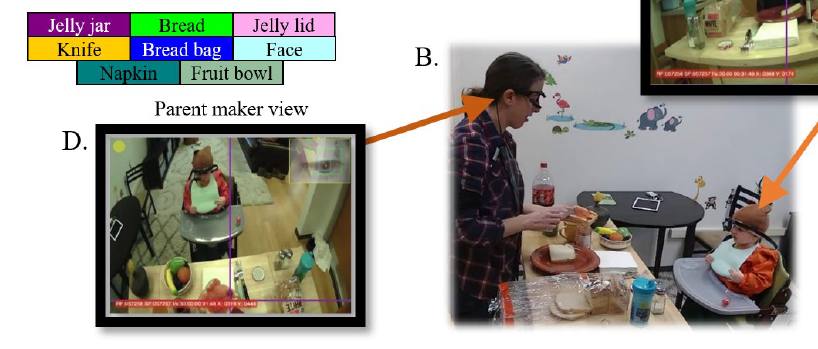 Jelly jar Bread Jelly lid
Knife Bread bag Face
Napkin Fruit bowl
Parent maker view
B.
D.